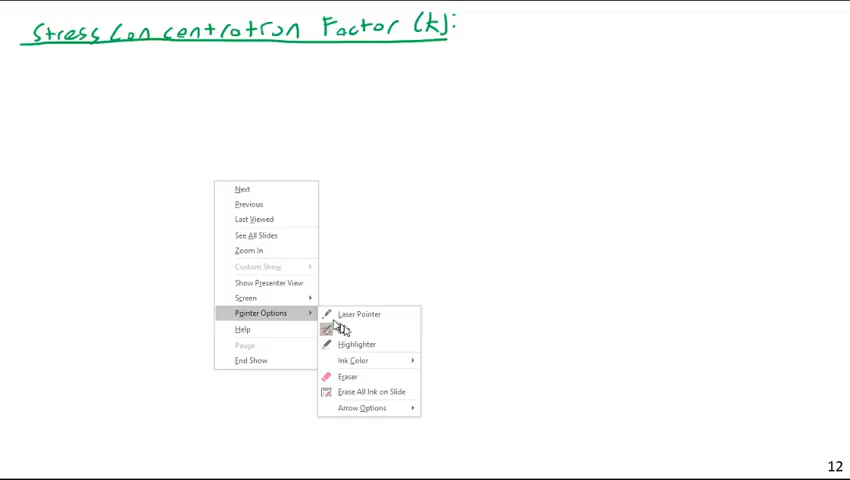 Stress Concentration Factor (k):
Next
Previous
Last Viewed
See All Slides
Zoom In
Custom Show
Show Presenter View
Screen
Pointer Options
Help
Pause
End Show
Laser Pointer
Highlighter
Ink Color
Eraser
Erase All Ink on Slide
Arrow Options
12